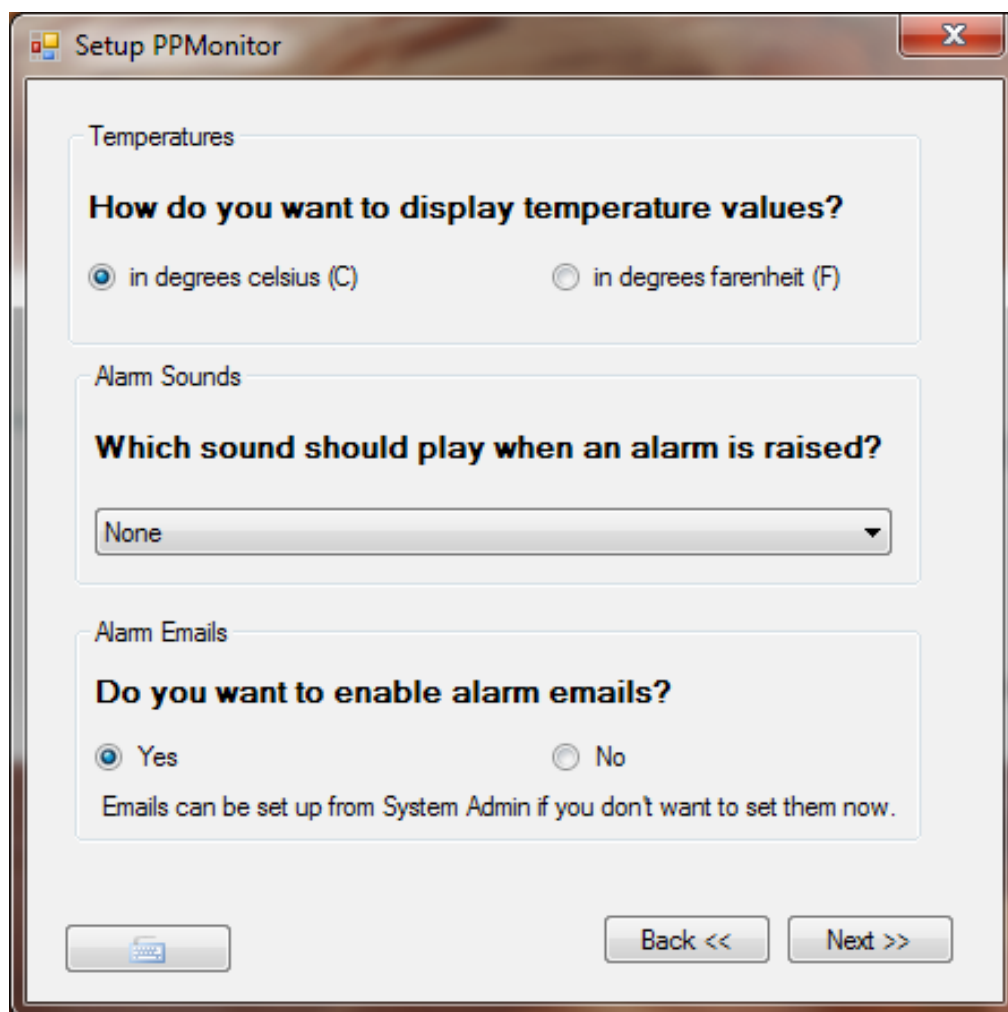 Setup PPMonitor
Temperatures
How do you want to display temperature values?
in degrees celsius (C) in degrees farenheit (F)
Alarm Sounds
Which sound should play when an alarm is raised?
None
Alarm Emails
Do you want to enable alarm emails?
Yes No
Emails can be set up from System Admin if you don't want to set them now.
Back << Next >>